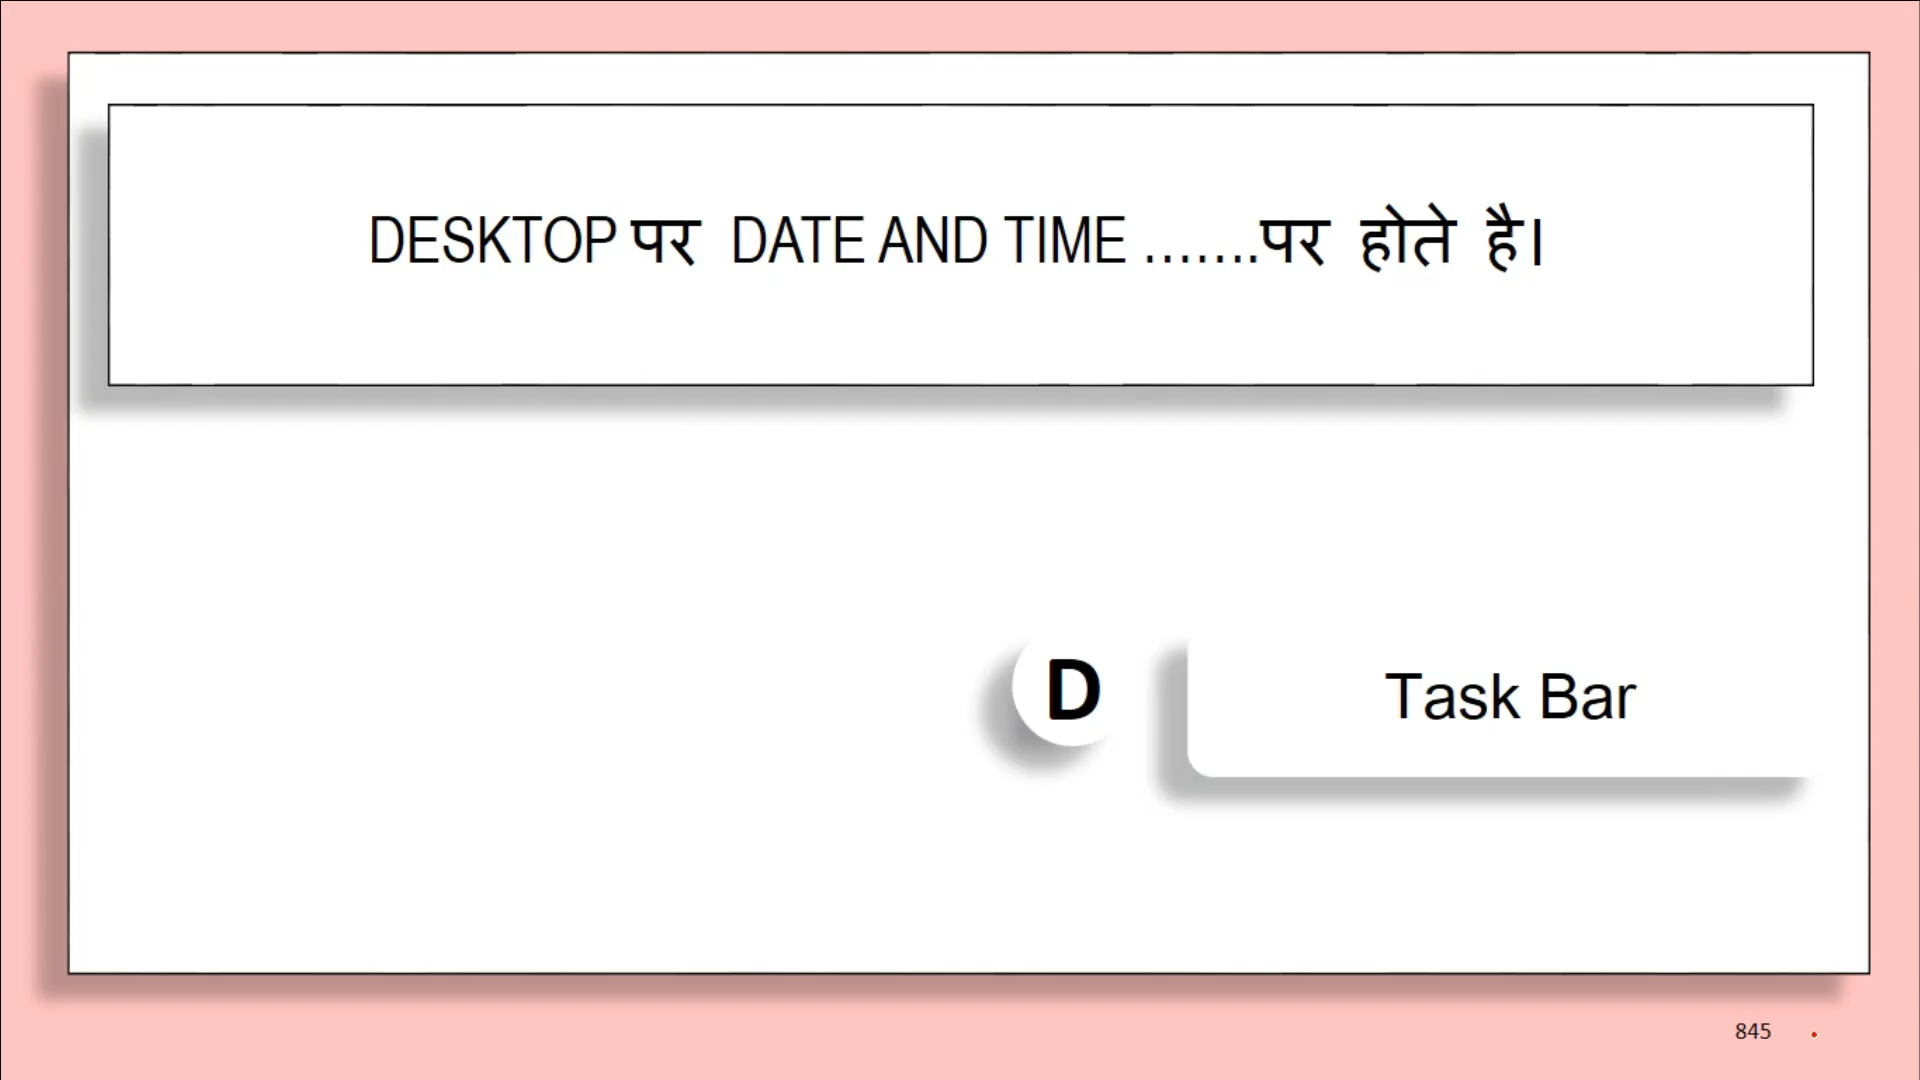 DESKTOP पर DATE AND TIME .......पर होते है।
D
Task Bar
845